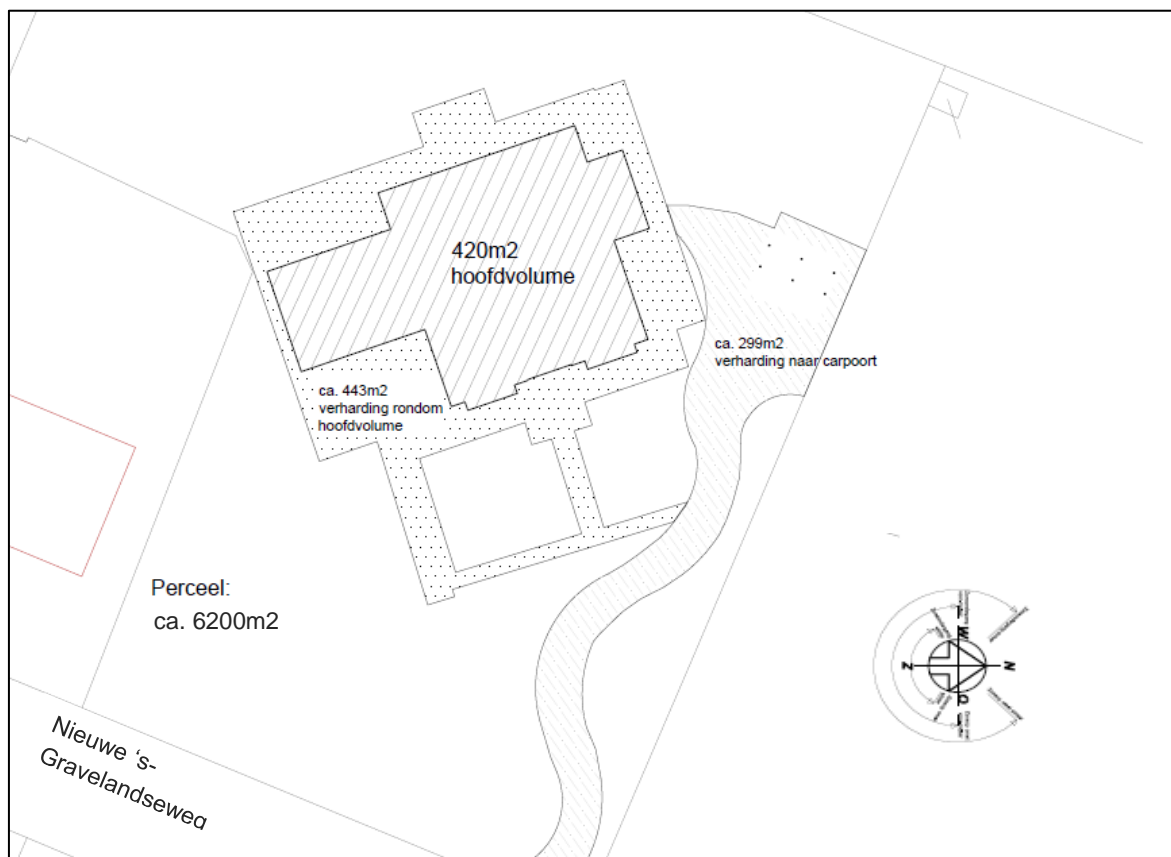 420m2
hoofdvolume
ca. 299m2
verharding naar carpoort
ca. 443m2
verharding rondom
hoofdvolume
Perceel:
ca. 6200m2
Nieuwe ‘s-
Gravelandseweg
W
Z
N
O